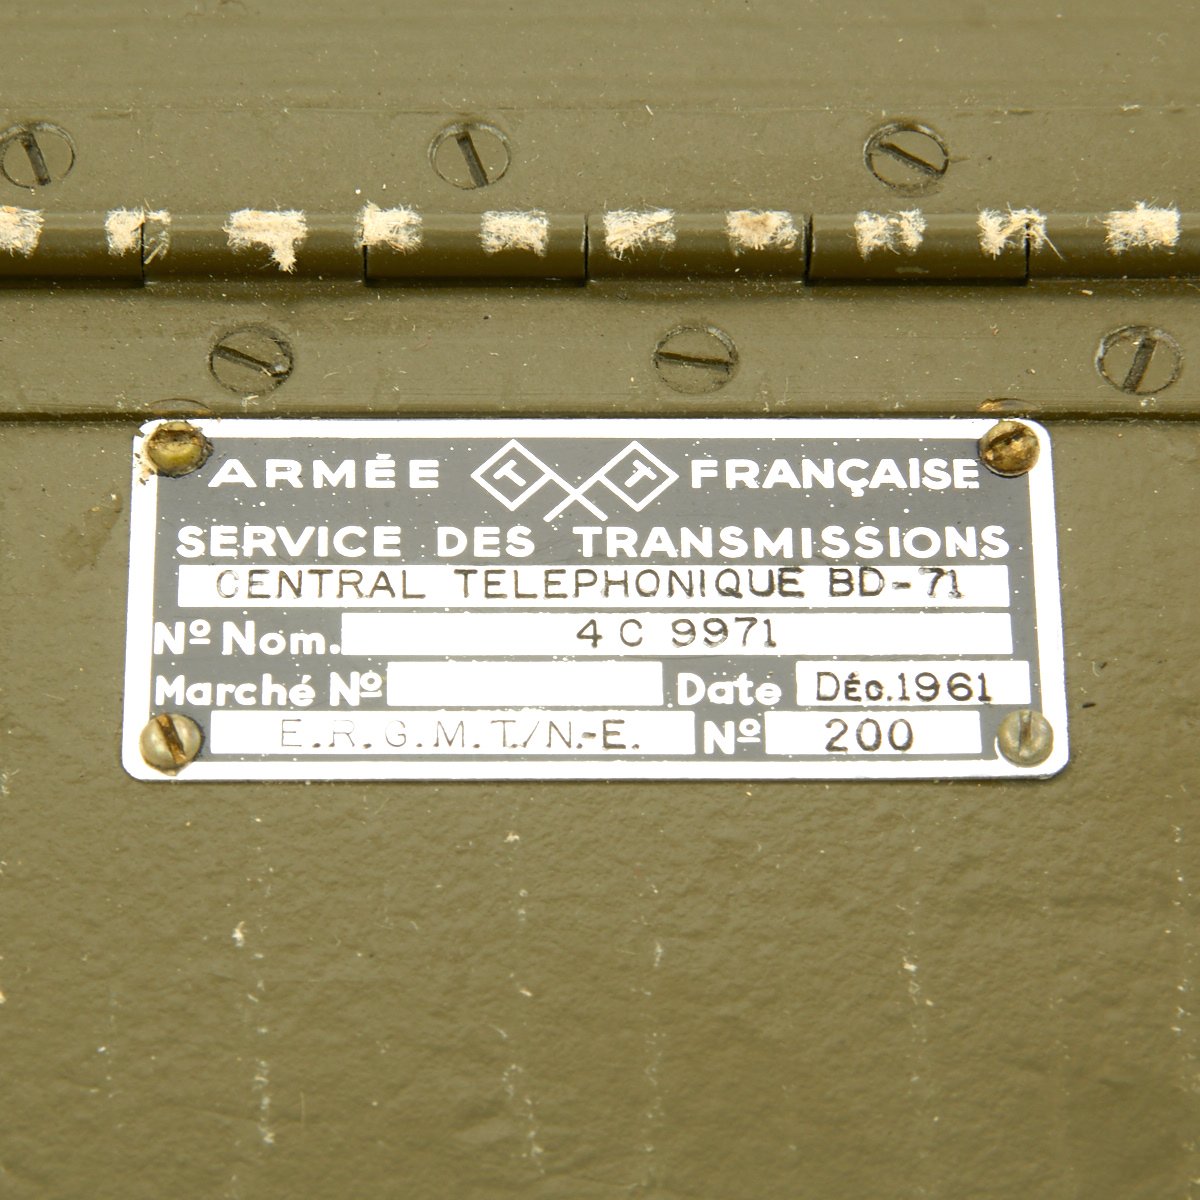 ARMÉE T T FRANÇAISE
SERVICE DES TRANSMISSIONS
CENTRAL TELEPHONIQUE BD-71
Nº Nom. 4C 9971
Marché Nº Date Déc. 1961
E.R.G.M.T./N.-E. Nº 200